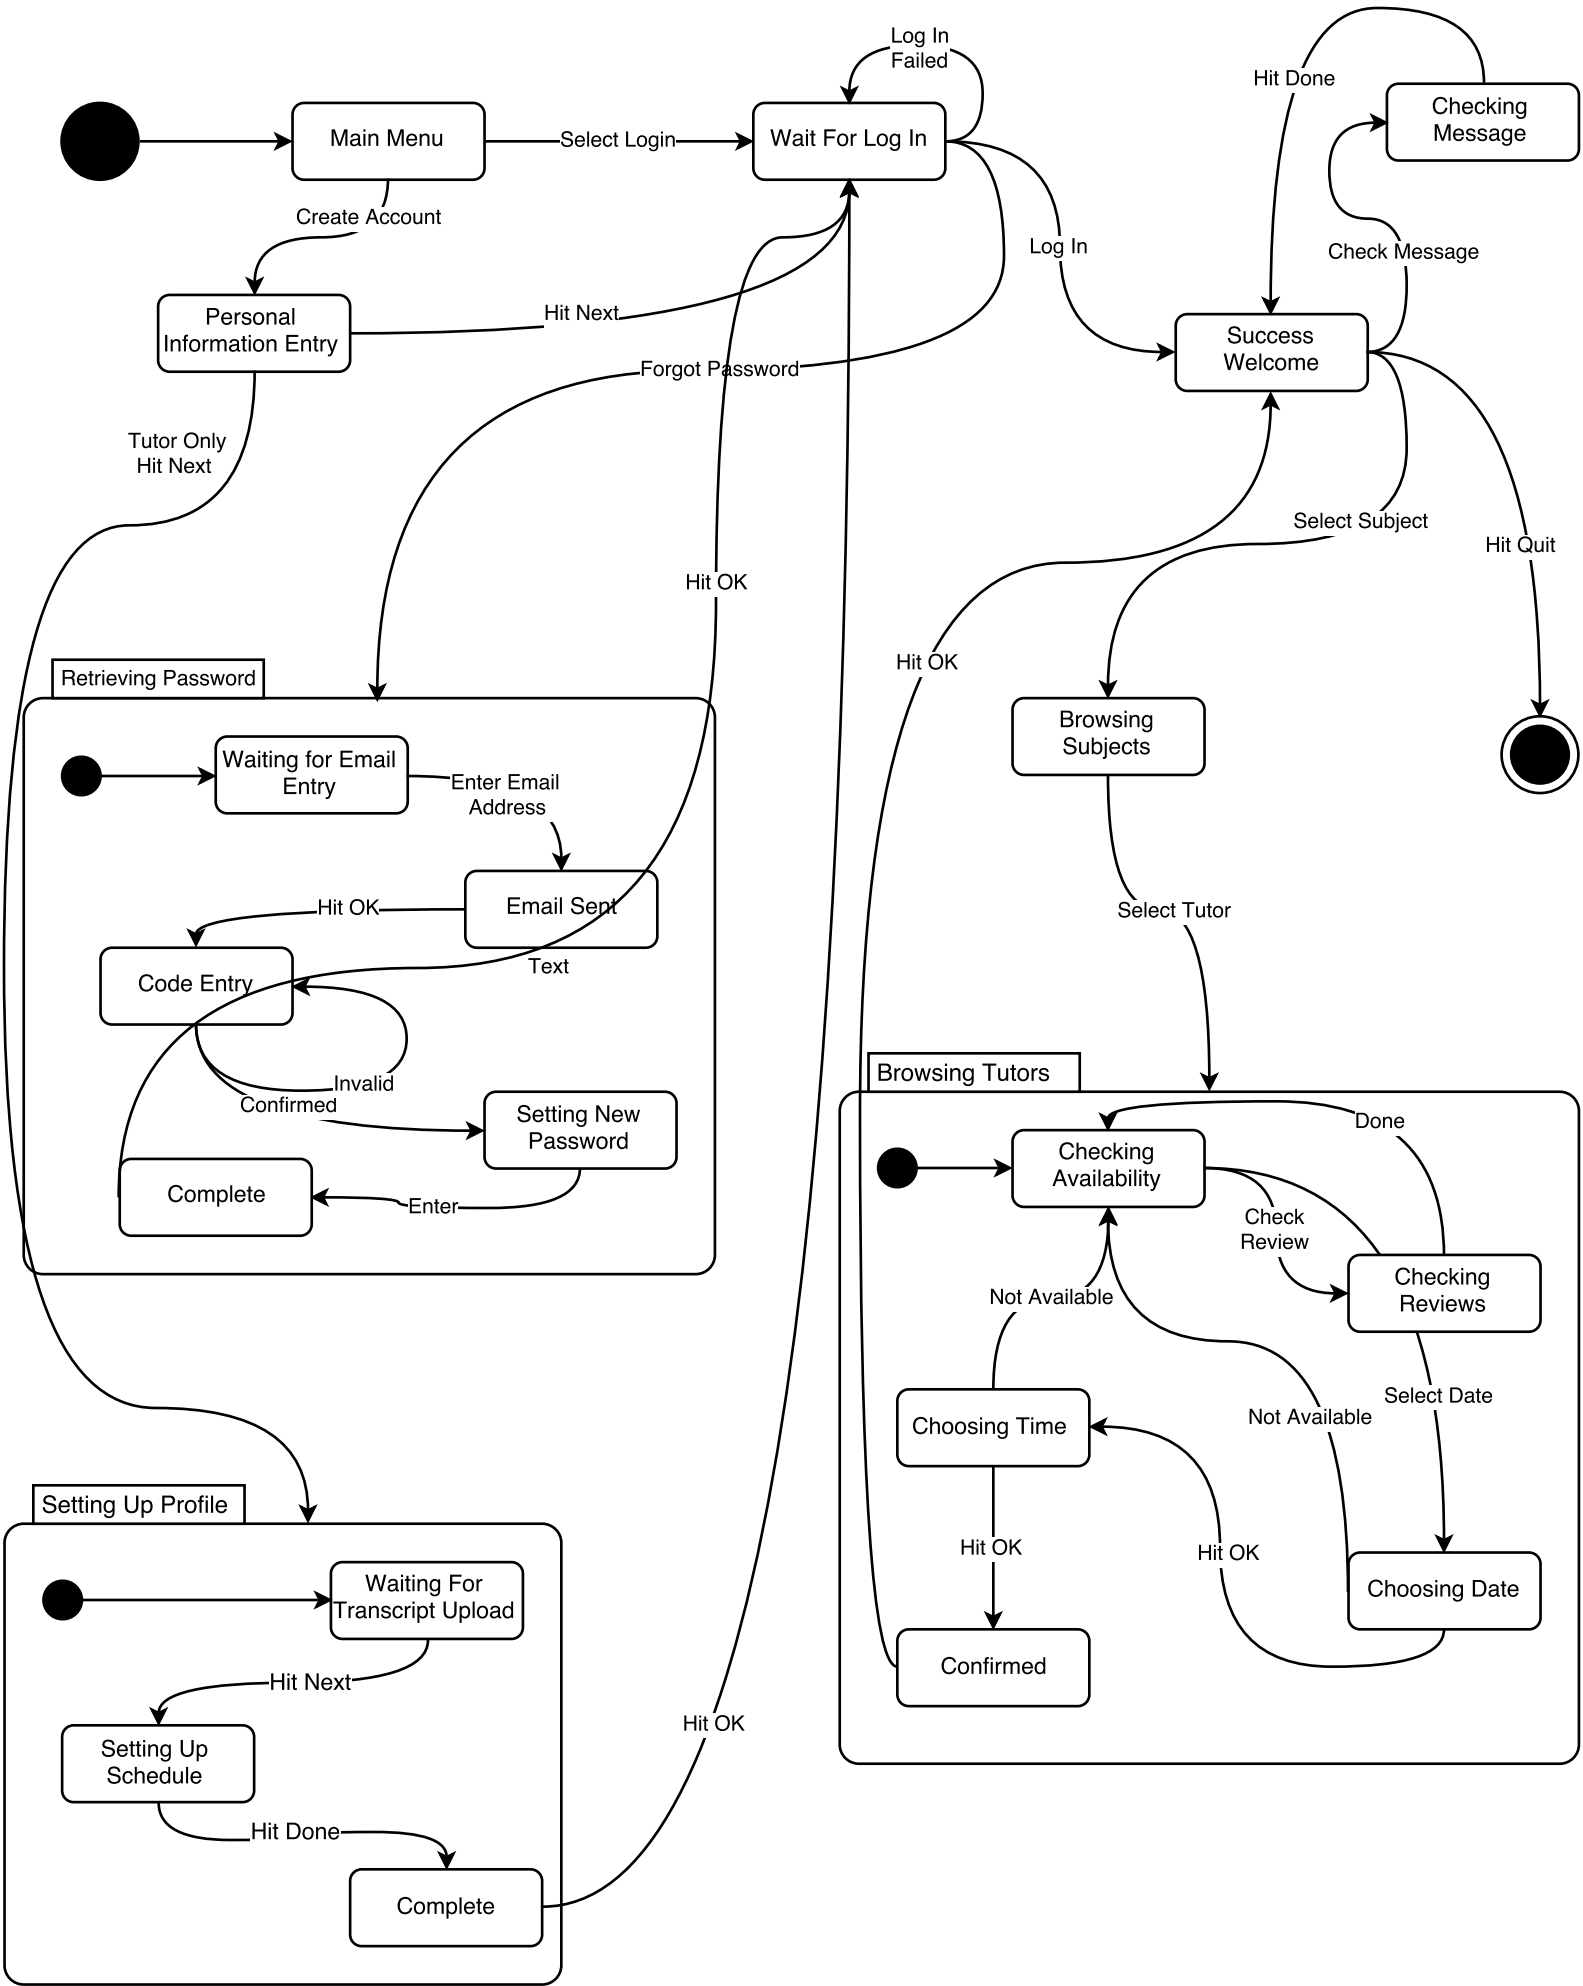 Log In
Failed
Hit Done
Checking
Message
Main Menu
Select Login
Wait For Log In
Create Account
Log In
Check Message
Personal
Information Entry
Hit Next
Success
Welcome
Forgot Password
Tutor Only
Hit Next
Select Subject
Hit Quit
Hit OK
Hit OK
Retrieving Password
Browsing
Subjects
Waiting for Email
Entry
Enter Email
Address
Email Sent
Hit OK
Select Tutor
Text
Code Entry
Invalid
Confirmed
Setting New
Password
Complete
Enter
Browsing Tutors
Done
Checking
Availability
Check
Review
Checking
Reviews
Not Available
Select Date
Not Available
Choosing Time
Hit OK
Hit OK
Choosing Date
Confirmed
Setting Up Profile
Waiting For
Transcript Upload
Hit Next
Setting Up
Schedule
Hit OK
Hit Done
Complete